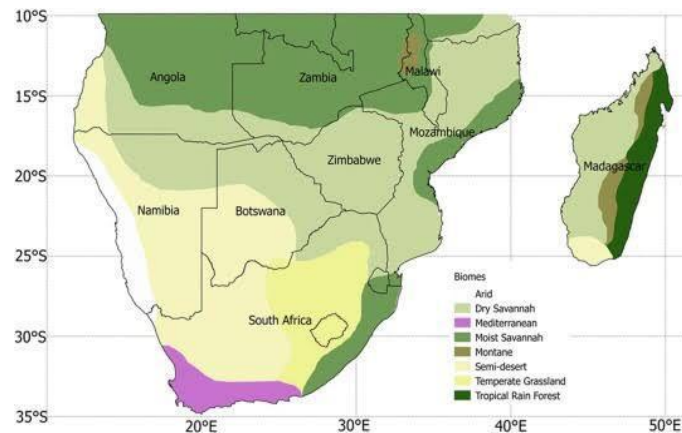 10°S
15°S
20°S
25°S
30°S
35°S
Angola
Zambia
Malawi
Mozambique
Zimbabwe
Madagascar
Namibia
Botswana
South Africa
Biomes
Arid
Dry Savannah
Mediterranean
Moist Savannah
Montane
Semi-desert
Temperate Grassland
Tropical Rain Forest
20°E
30°E
40°E
50°E